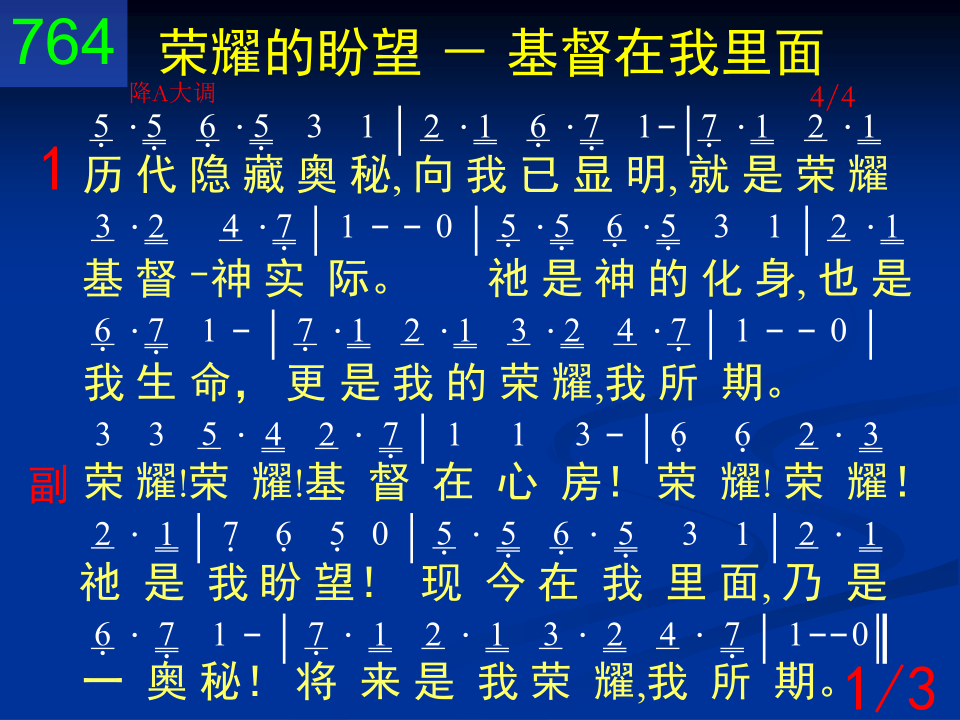 764
荣耀的盼望 － 基督在我里面
降A大调 4/4
5 · 5 6 · 5 3 1 | 2 · 1 6 · 7 1- | 7 · 1 2 · 1
1 历代隐藏奥秘,向我已显明,就是荣耀
3 · 2 4 · 7 | 1 - - 0 | 5 · 5 6 · 5 3 1 | 2 · 1
基督-神实际。 祂是神的化身,也是
6 · 7 1 - | 7 · 1 2 · 1 3 · 2 4 · 7 | 1 - - 0 |
我生命， 更是我的荣耀,我所期。
3 3 5 · 4 2 · 7 | 1 1 3 - | 6 6 2 · 3
副 荣耀!荣耀!基督在心房！荣耀!荣耀！
2 · 1 | 7 6 5 0 | 5 · 5 6 · 5 3 1 | 2 · 1
祂是我盼望！ 现今在我里面,乃是
6 · 7 1 - | 7 · 1 2 · 1 3 · 2 4 · 7 | 1--0 ‖
一奥秘！将来是我荣耀,我所期。
1/3